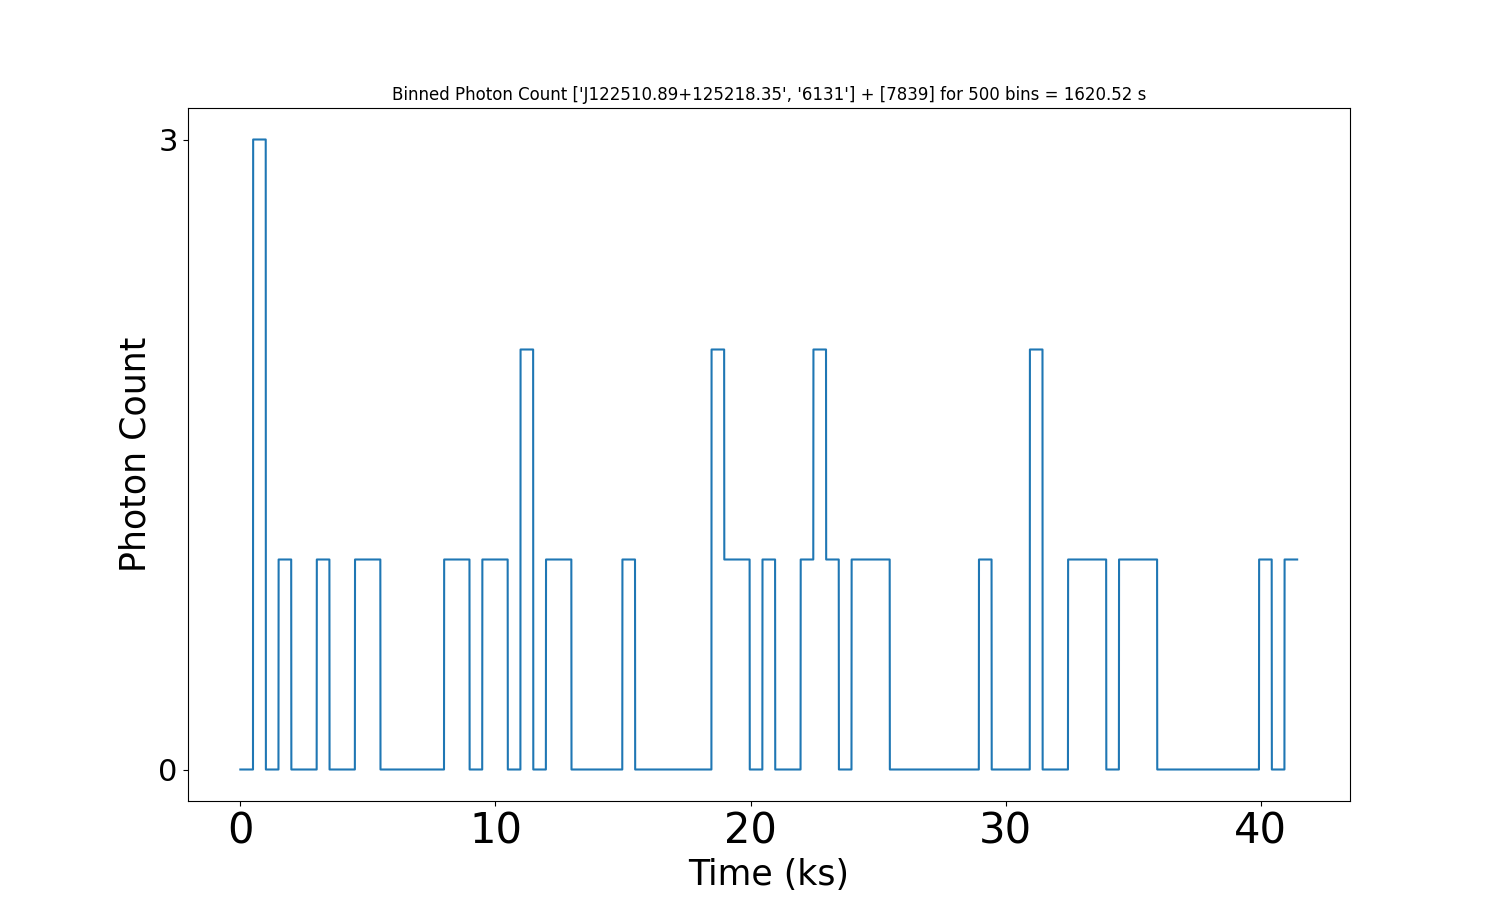 Binned Photon Count ['J122510.89+125218.35', '6131'] + [7839] for 500 bins = 1620.52 s
3
Photon Count
0
0 10 20 30 40
Time (ks)